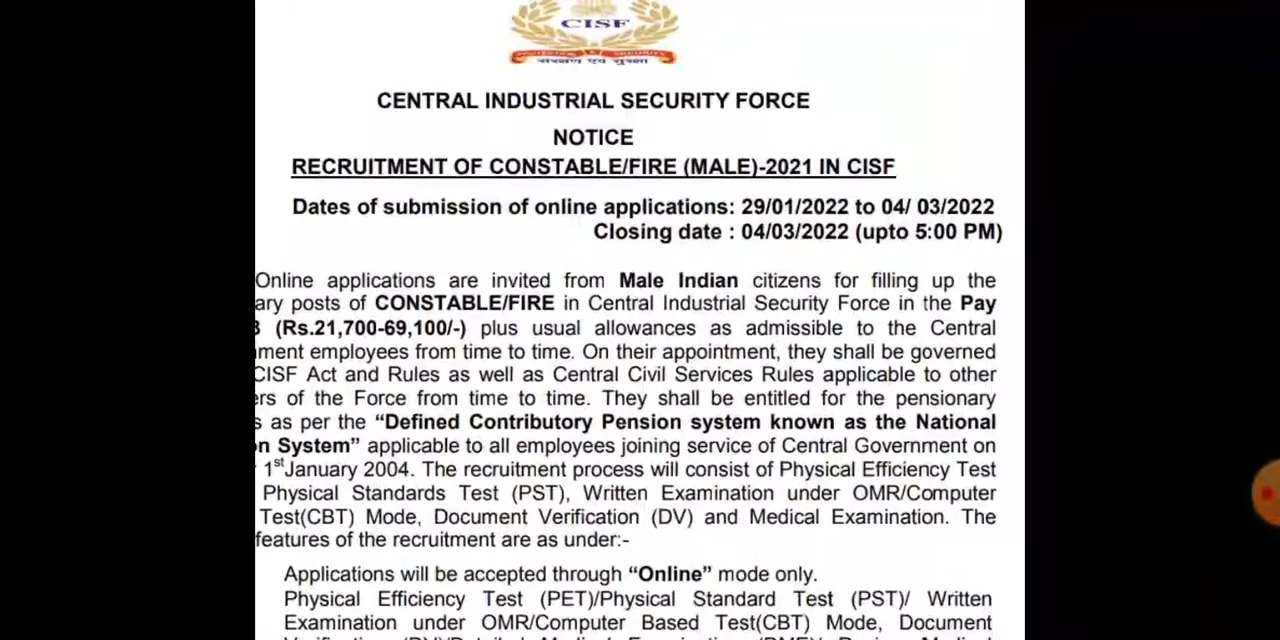 CISF
संरक्षण एवं सुरक्षा
CENTRAL INDUSTRIAL SECURITY FORCE
NOTICE
RECRUITMENT OF CONSTABLE/FIRE (MALE)-2021 IN CISF
Dates of submission of online applications: 29/01/2022 to 04/ 03/2022
Closing date : 04/03/2022 (upto 5:00 PM)
Online applications are invited from Male Indian citizens for filling up the
ary posts of CONSTABLE/FIRE in Central Industrial Security Force in the Pay
(Rs.21,700-69,100/-) plus usual allowances as admissible to the Central
nment employees from time to time. On their appointment, they shall be governed
CISF Act and Rules as well as Central Civil Services Rules applicable to other
ers of the Force from time to time. They shall be entitled for the pensionary
s as per the “Defined Contributory Pension system known as the National
n System” applicable to all employees joining service of Central Government on
1st January 2004. The recruitment process will consist of Physical Efficiency Test
Physical Standards Test (PST), Written Examination under OMR/Computer
Test(CBT) Mode, Document Verification (DV) and Medical Examination. The
features of the recruitment are as under:-
Applications will be accepted through “Online” mode only.
Physical Efficiency Test (PET)/Physical Standard Test (PST)/ Written
Examination under OMR/Computer Based Test(CBT) Mode, Document